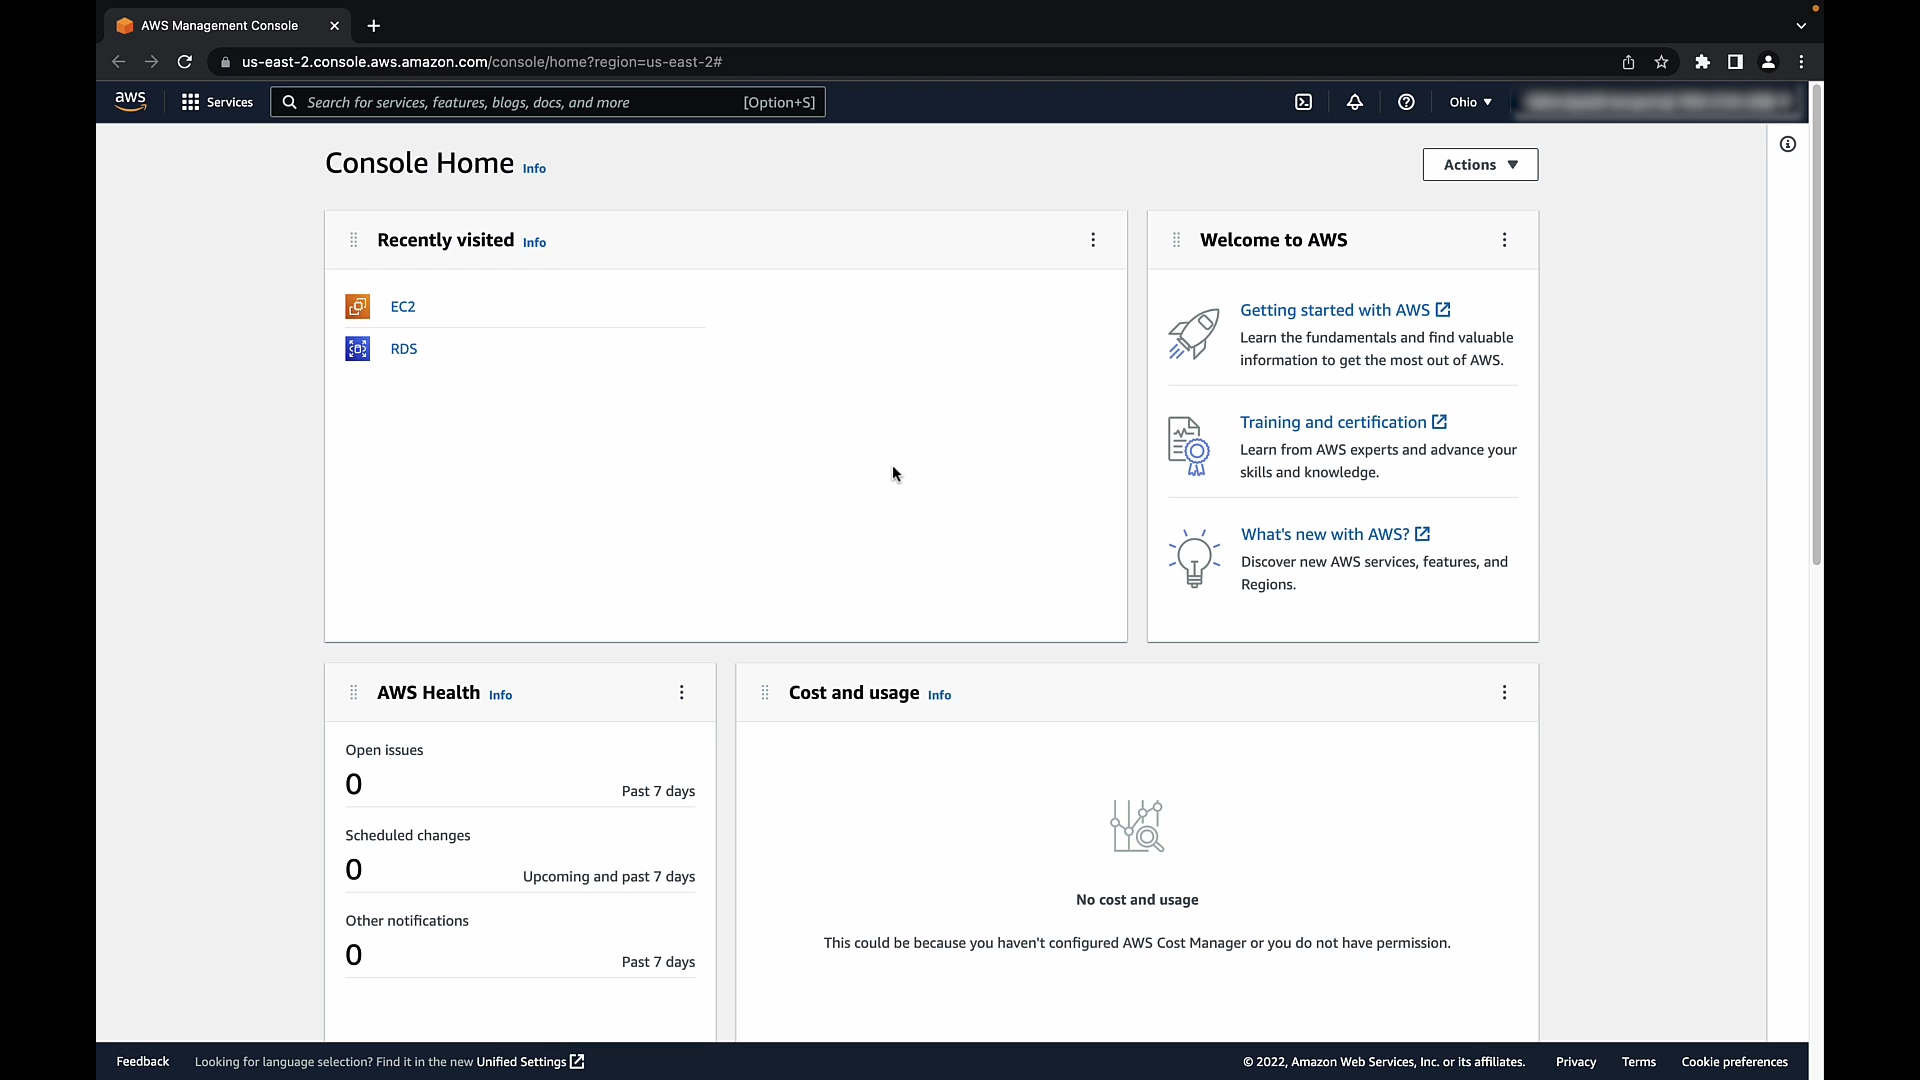 AWS Management Console
us-east-2.console.aws.amazon.com/console/home?region=us-east-2#
aws
Services
Search for services, features, blogs, docs, and more
[Option+S]
Ohio
Console Home Info
Actions
Recently visited Info
EC2
RDS
Welcome to AWS
Getting started with AWS
Learn the fundamentals and find valuable
information to get the most out of AWS.
Training and certification
Learn from AWS experts and advance your
skills and knowledge.
What's new with AWS?
Discover new AWS services, features, and
Regions.
AWS Health Info
Open issues
0
Past 7 days
Scheduled changes
0
Upcoming and past 7 days
Other notifications
0
Past 7 days
Cost and usage Info
No cost and usage
This could be because you haven't configured AWS Cost Manager or you do not have permission.
Feedback
Looking for language selection? Find it in the new Unified Settings
© 2022, Amazon Web Services, Inc. or its affiliates.
Privacy
Terms
Cookie preferences